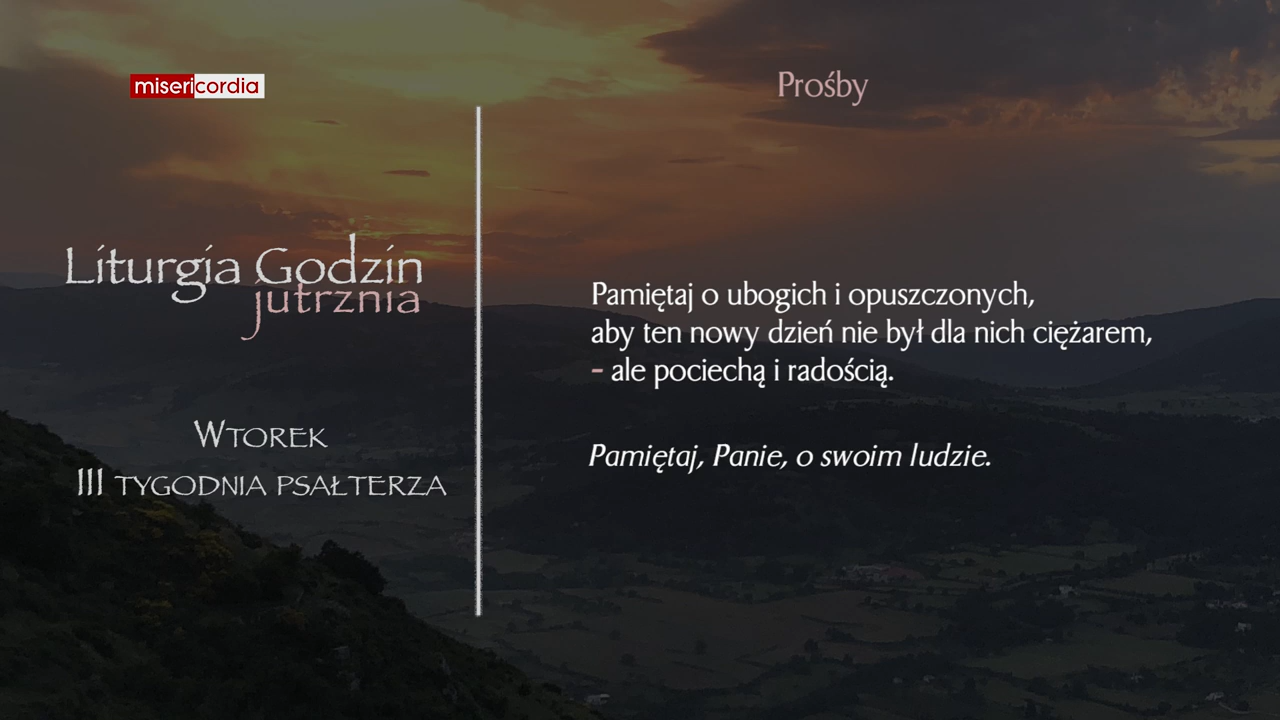 misericordia
Liturgia Godzin
jutrznia
Wtorek
III tygodnia psałterza
Prośby
Pamiętaj o ubogich i opuszczonych,
aby ten nowy dzień nie był dla nich ciężarem,
- ale pociechą i radością.
Pamiętaj, Panie, o swoim ludzie.